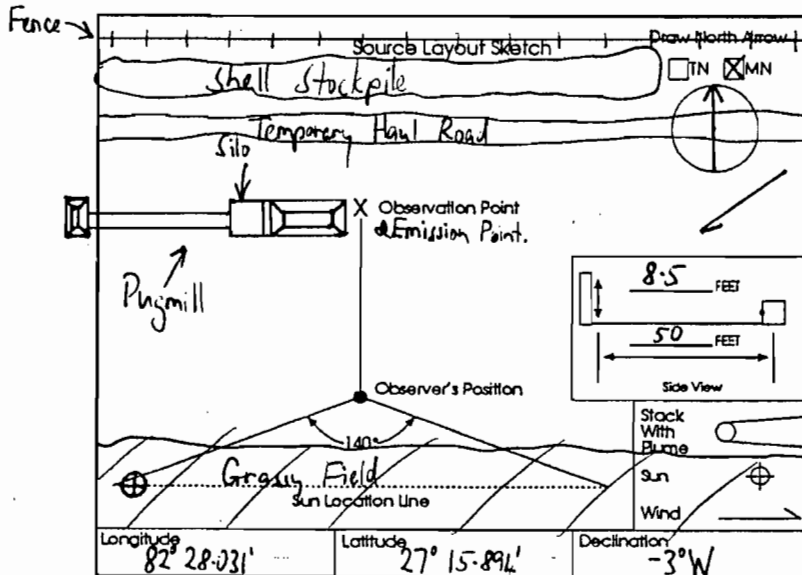 Fence
Source Layout Sketch
Draw North Arrow
TN MN
Shell Stockpile
Temporary Haul Road
Silo
X Observation Point
& Emission Point.
Pugmill
8.5 FEET
50 FEET
Side View
Observer's Position
140°
Stack
With
Plume
Grassy Field
Sun
Sun Location Line
Wind
Longitude
82° 28.031'
Latitude
27° 15.894'
Declination
-3° W